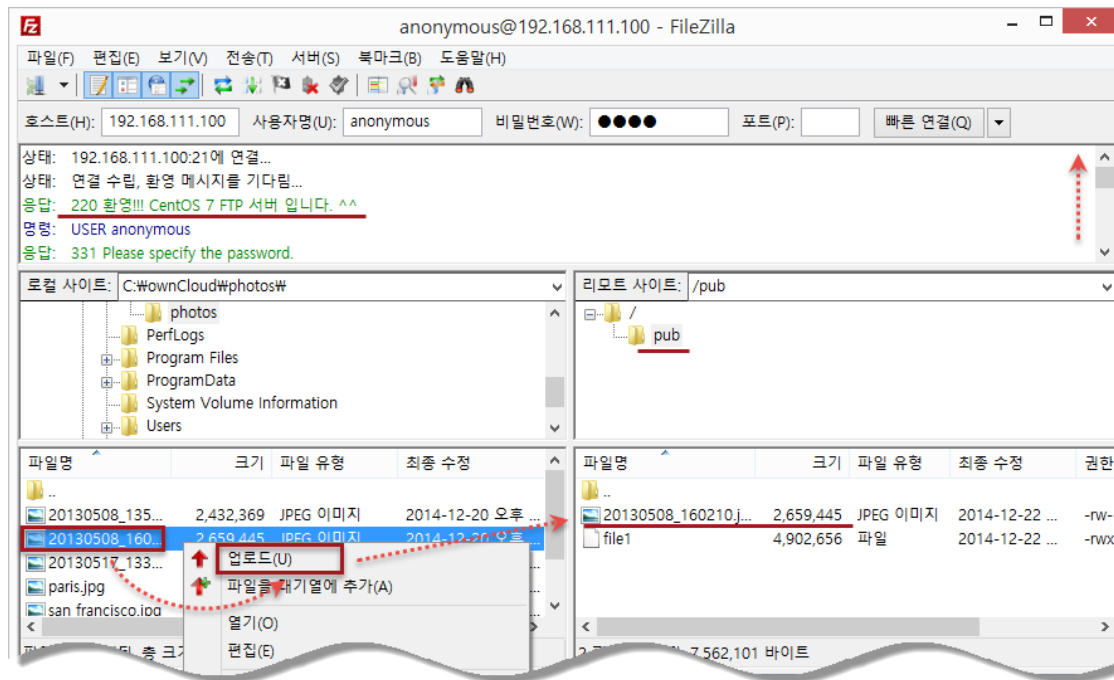 anonymous@192.168.111.100 - FileZilla
파일(F) 편집(E) 보기(V) 전송(T) 서버(S) 북마크(B) 도움말(H)
호스트(H): 192.168.111.100 사용자명(U): anonymous 비밀번호(W): ●●●● 포트(P): 빠른 연결(Q)
상태: 192.168.111.100:21에 연결...
상태: 연결 수립, 환영 메시지를 기다림...
응답: 220 환영!!! CentOS 7 FTP 서버 입니다. ^^
명령: USER anonymous
응답: 331 Please specify the password.
로컬 사이트: C:₩ownCloud₩photos₩
photos
PerfLogs
Program Files
ProgramData
System Volume Information
Users
리모트 사이트: /pub
/
pub
파일명 크기 파일 유형 최종 수정
..
20130508_135... 2,432,369 JPEG 이미지 2014-12-20 오후 ...
20130508_160... 2,659,445 JPEG 이미지 2014-12-20 오후 ...
20130517_133...
paris.jpg
san francisco.jpg
업로드(U)
파일을 대기열에 추가(A)
열기(O)
편집(E)
파일명 크기 파일 유형 최종 수정 권한
..
20130508_160210.j... 2,659,445 JPEG 이미지 2014-12-22 ... -rw-
file1 4,902,656 파일 2014-12-22 ... -rwx
총 크
7,562,101 바이트